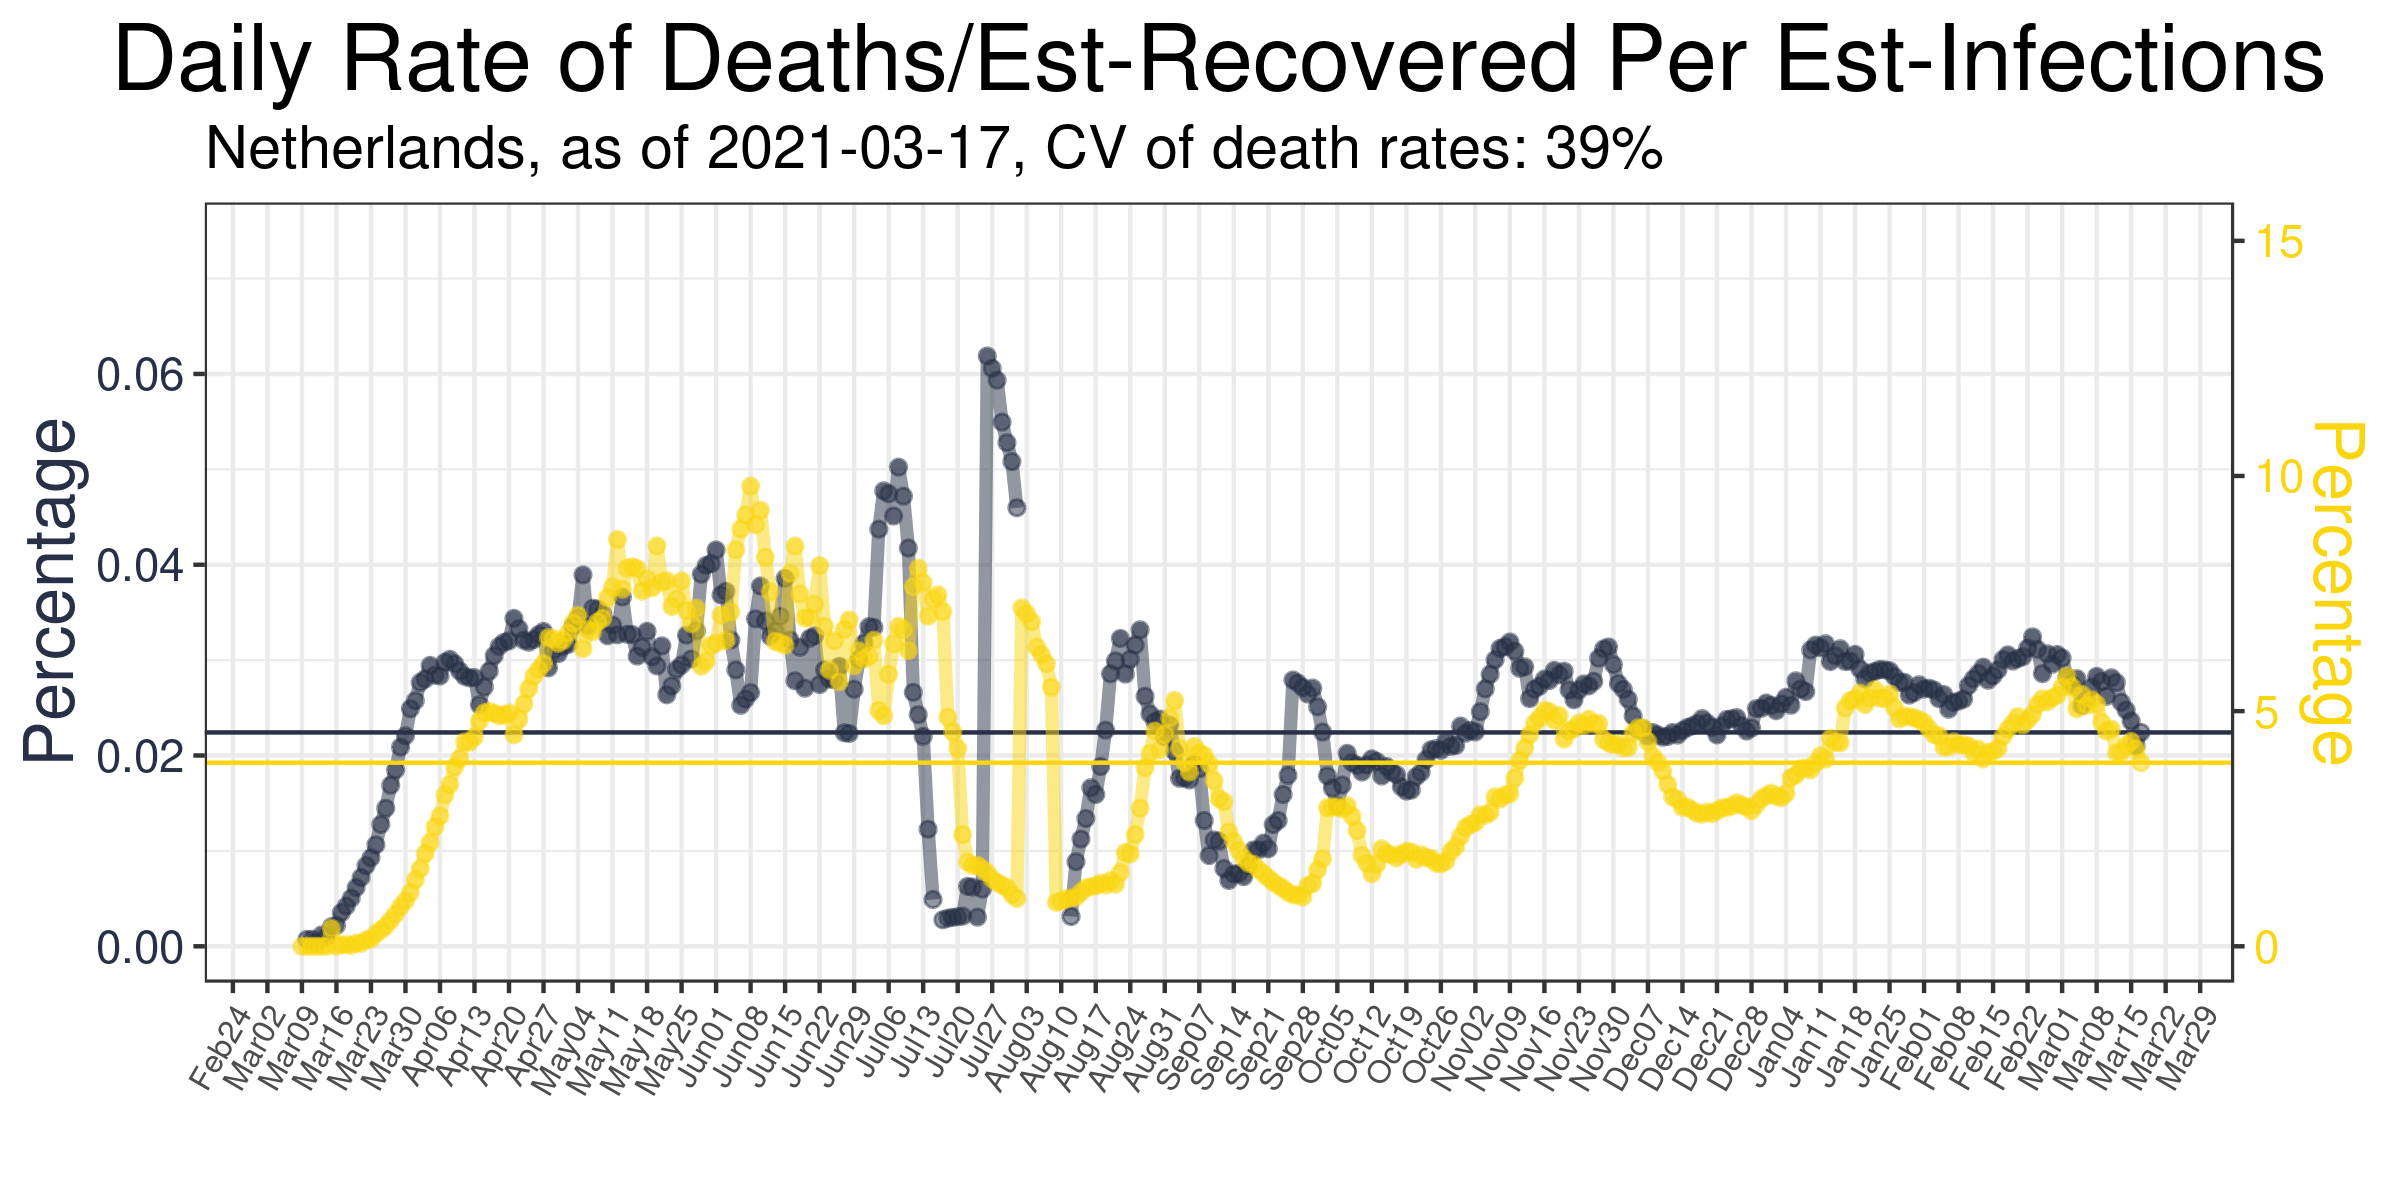 Daily Rate of Deaths/Est-Recovered Per Est-Infections
Netherlands, as of 2021-03-17, CV of death rates: 39%
Percentage
0.06
0.04
0.02
0.00
15
10
5
0
Percentage
Feb24
Mar02
Mar09
Mar16
Mar23
Mar30
Apr06
Apr13
Apr20
Apr27
May04
May11
May18
May25
Jun01
Jun08
Jun15
Jun22
Jun29
Jul06
Jul13
Jul20
Jul27
Aug03
Aug10
Aug17
Aug24
Aug31
Sep07
Sep14
Sep21
Sep28
Oct05
Oct12
Oct19
Oct26
Nov02
Nov09
Nov16
Nov23
Nov30
Dec07
Dec14
Dec21
Dec28
Jan04
Jan11
Jan18
Jan25
Feb01
Feb08
Feb15
Feb22
Mar01
Mar08
Mar15
Mar22
Mar29